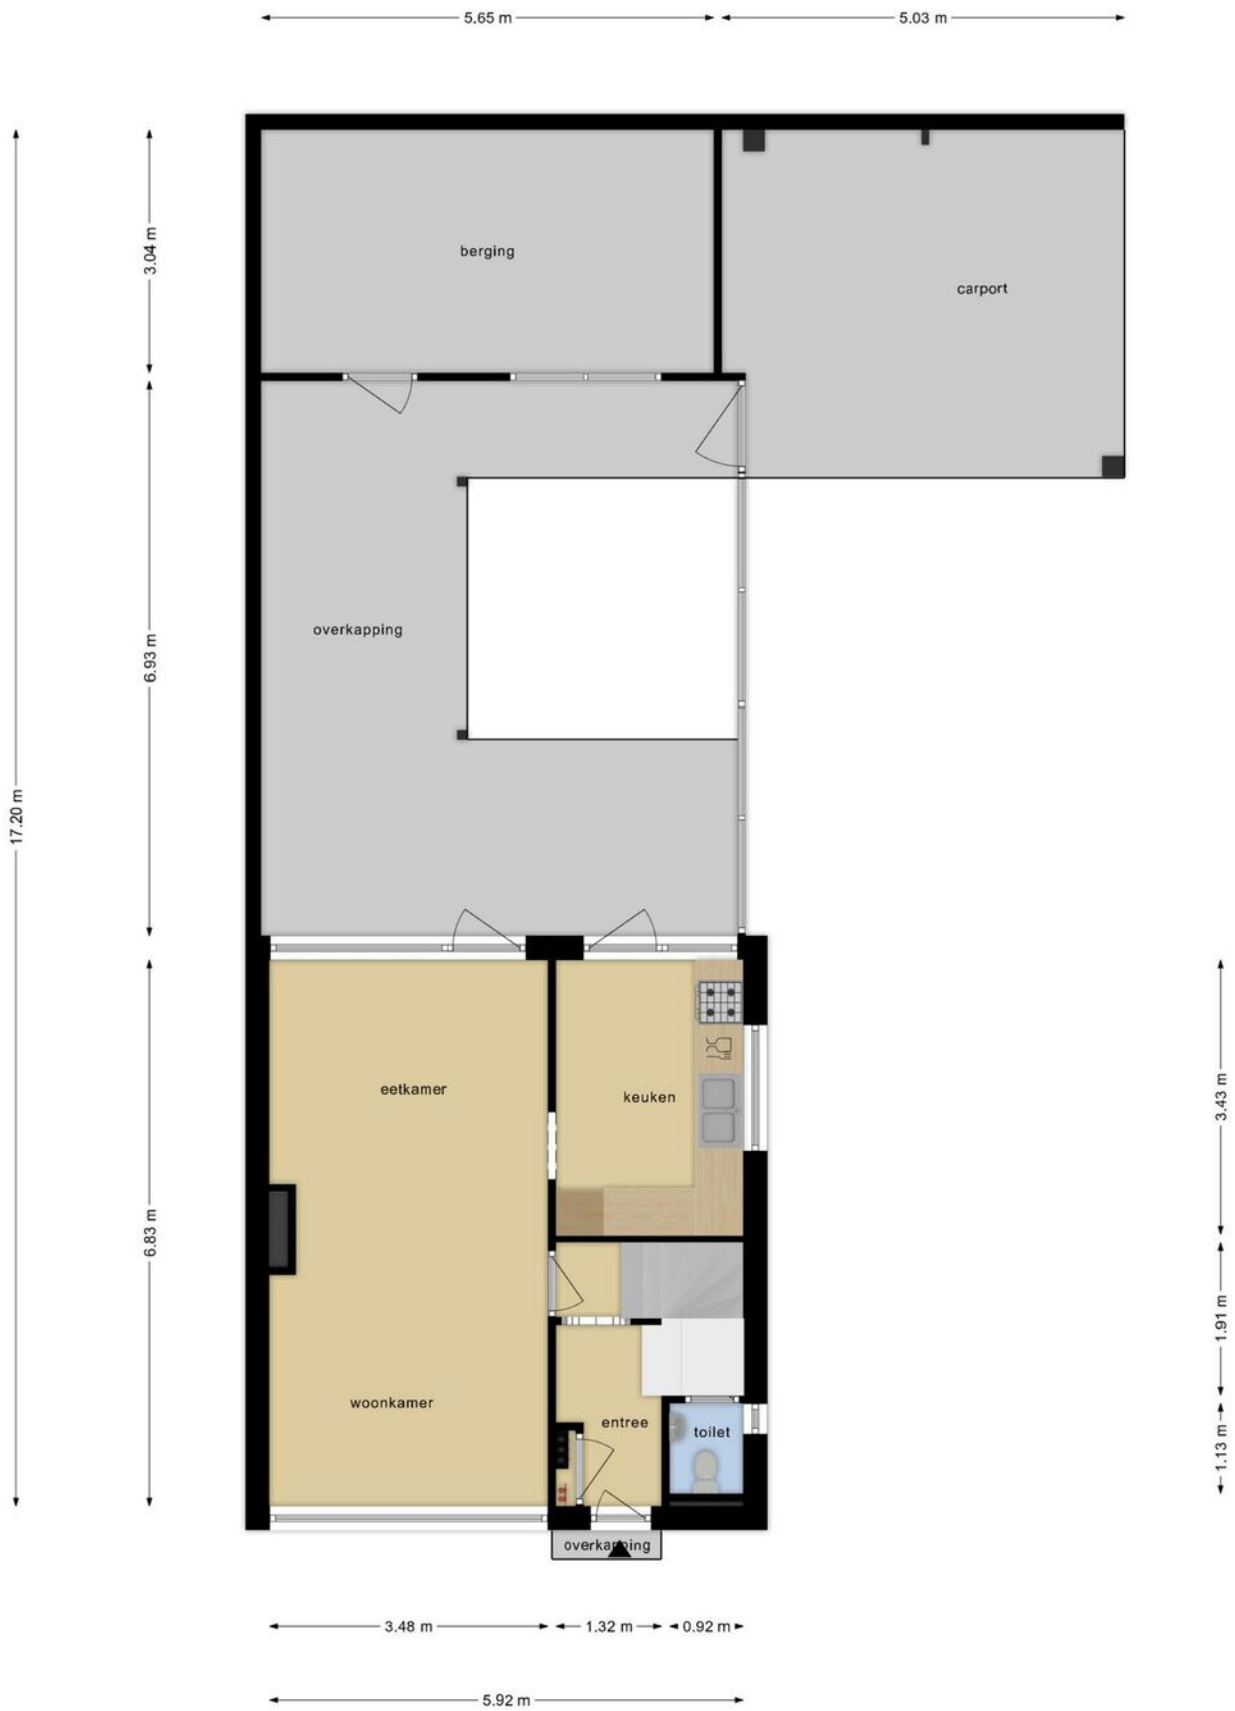 5.65 m
5.03 m
berging
3.04 m
carport
overkapping
6.93 m
17.20 m
eetkamer
keuken
3.43 m
6.83 m
1.91 m
woonkamer
entree
toilet
1.13 m
overkapping
3.48 m
1.32 m
0.92 m
5.92 m